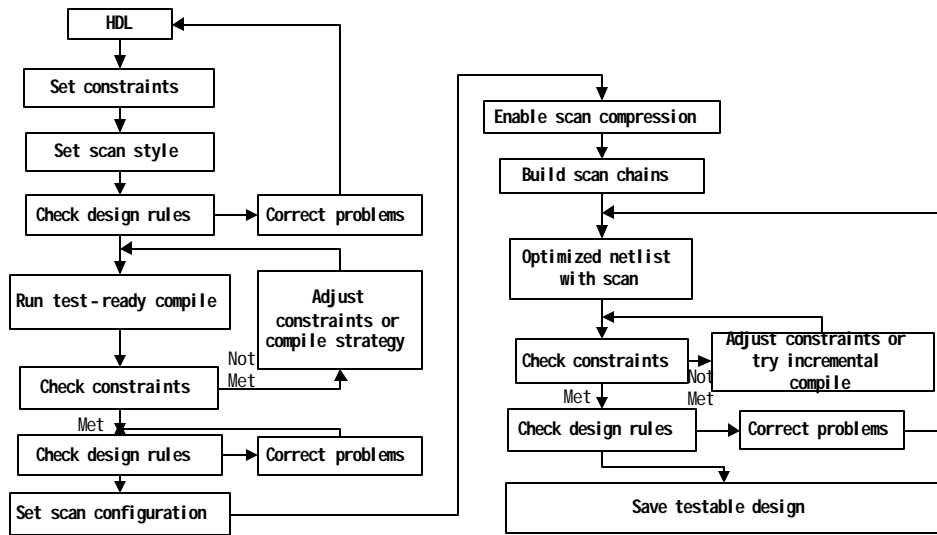 HDL
Set constraints
Set scan style
Check design rules
Correct problems
Run test-ready compile
Adjust
constraints or
compile strategy
Not
Met
Check constraints
Met
Check design rules
Correct problems
Set scan configuration
Enable scan compression
Build scan chains
Optimized netlist
with scan
Check constraints
Adjust constraints or
try incremental
compile
Not
Met
Met
Check design rules
Correct problems
Save testable design